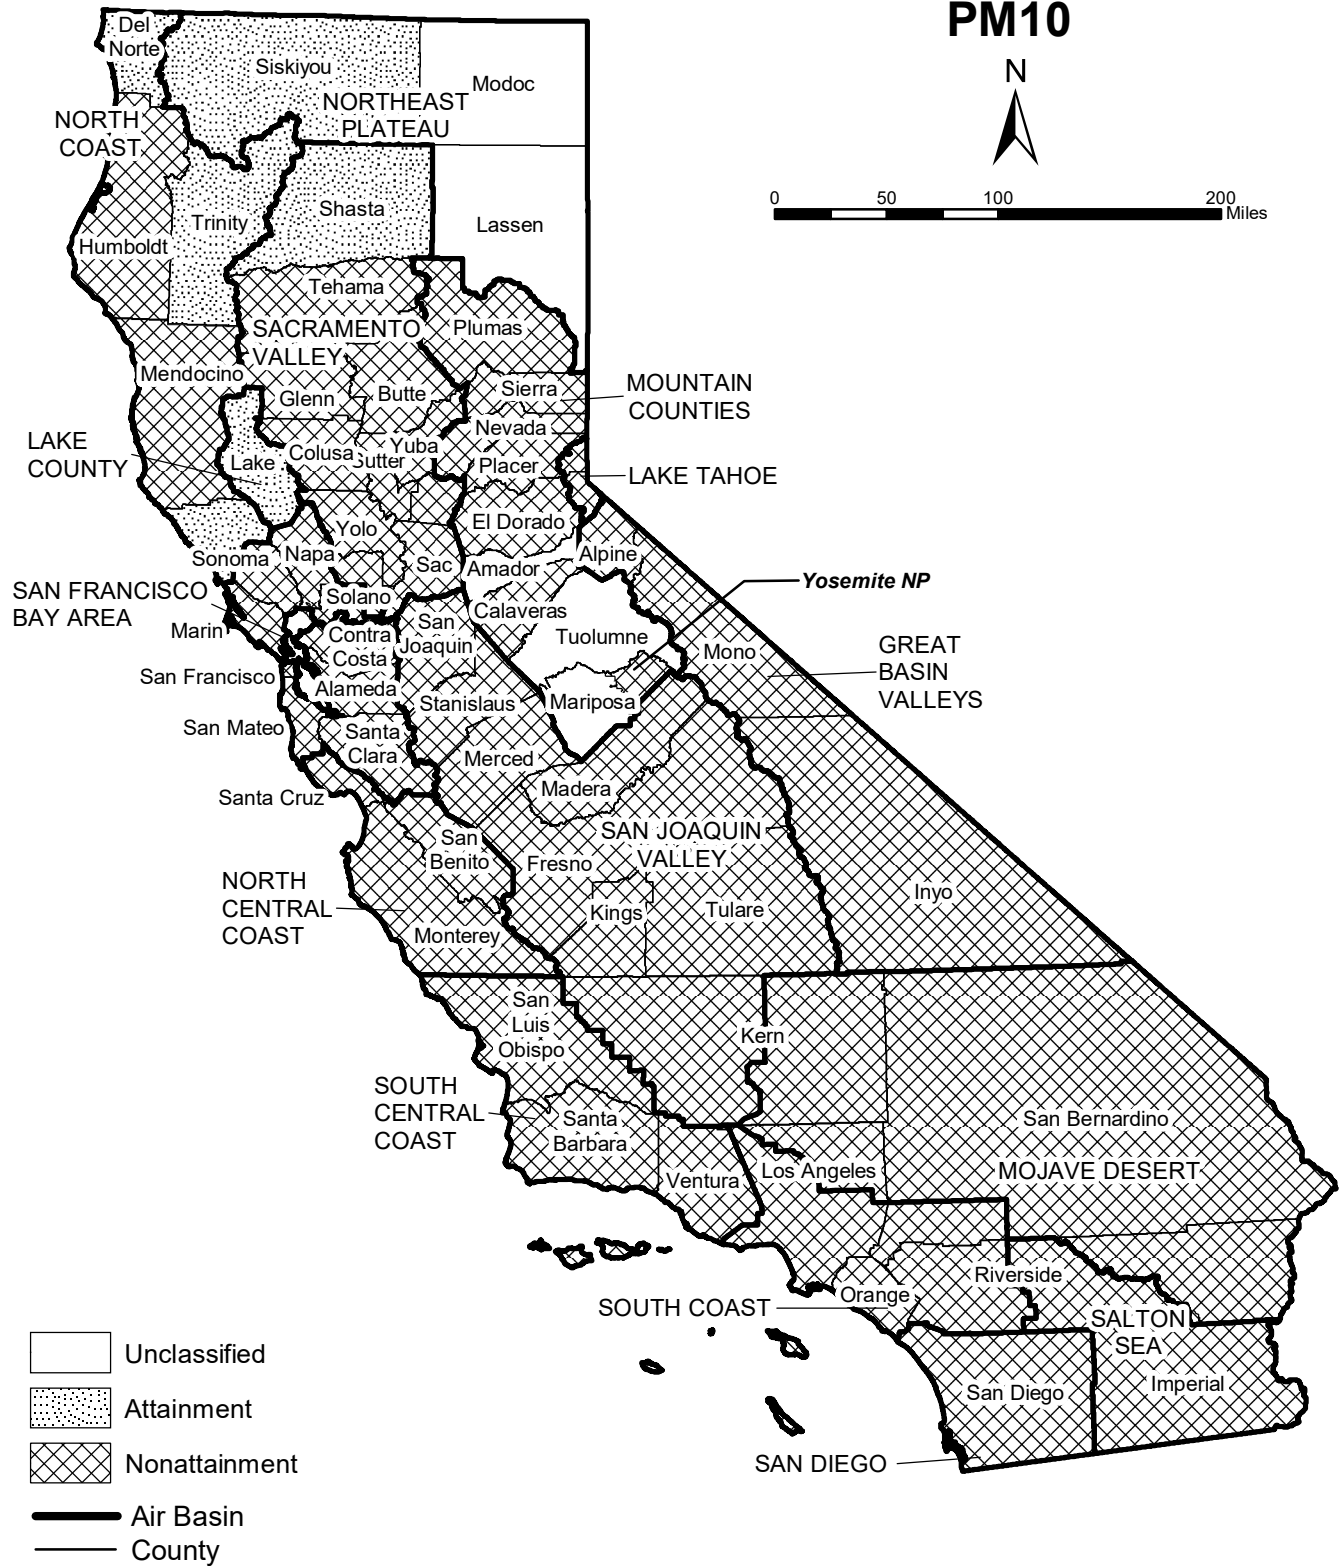 PM10
N
0 50 100 200
Miles
Del
Norte
Siskiyou
Modoc
NORTHEAST
PLATEAU
NORTH
COAST
Trinity
Shasta
Lassen
Humboldt
Tehama
SACRAMENTO
VALLEY
Plumas
Mendocino
Glenn
Butte
Sierra
MOUNTAIN
COUNTIES
Nevada
LAKE
COUNTY
Lake
Colusa
Sutter
Yuba
Placer
LAKE TAHOE
Yolo
El Dorado
Sonoma
Napa
Sac
Amador
Alpine
SAN FRANCISCO
BAY AREA
Solano
Yosemite NP
Marin
Contra
Costa
San
Joaquin
Calaveras
Tuolumne
Mono
GREAT
BASIN
VALLEYS
San Francisco
Alameda
Stanislaus
Mariposa
San Mateo
Santa
Clara
Merced
Santa Cruz
Madera
San
Benito
SAN JOAQUIN
VALLEY
Fresno
NORTH
CENTRAL
COAST
Inyo
Kings
Tulare
Monterey
San
Luis
Obispo
Kern
SOUTH
CENTRAL
COAST
Santa
Barbara
San Bernardino
Ventura
Los Angeles
MOJAVE DESERT
Riverside
Orange
SOUTH COAST
SALTON
SEA
San Diego
Imperial
SAN DIEGO
Unclassified
Attainment
Nonattainment
Air Basin
County